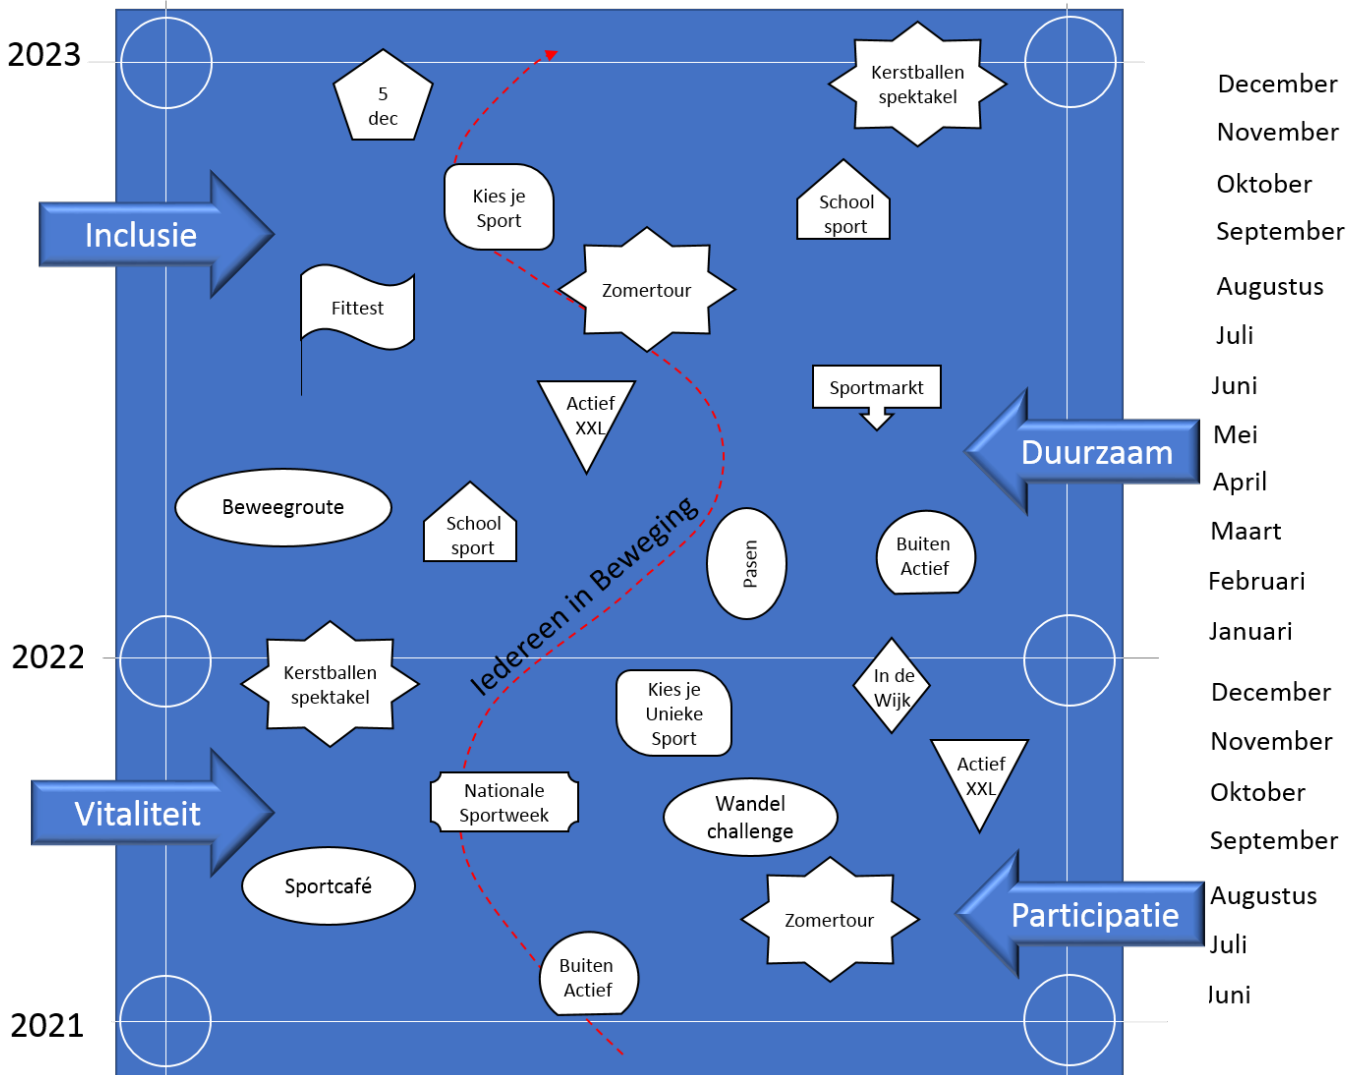 2023
5
dec
Kerstballen
spektakel
December
November
Kies je
Sport
School
sport
Oktober
Inclusie
September
Fittest
Zomertour
Augustus
Juli
Actief
XXL
Sportmarkt
Juni
Duurzaam
Mei
April
Beweegroute
School
sport
Iedereen in Beweging
Pasen
Buiten
Actief
Maart
Februari
Januari
2022
Kerstballen
spektakel
Kies je
Unieke
Sport
In de
Wijk
December
November
Vitaliteit
Nationale
Sportweek
Wandel
challenge
Actief
XXL
Oktober
September
Sportcafé
Zomertour
Participatie
Augustus
Juli
Buiten
Actief
Juni
2021